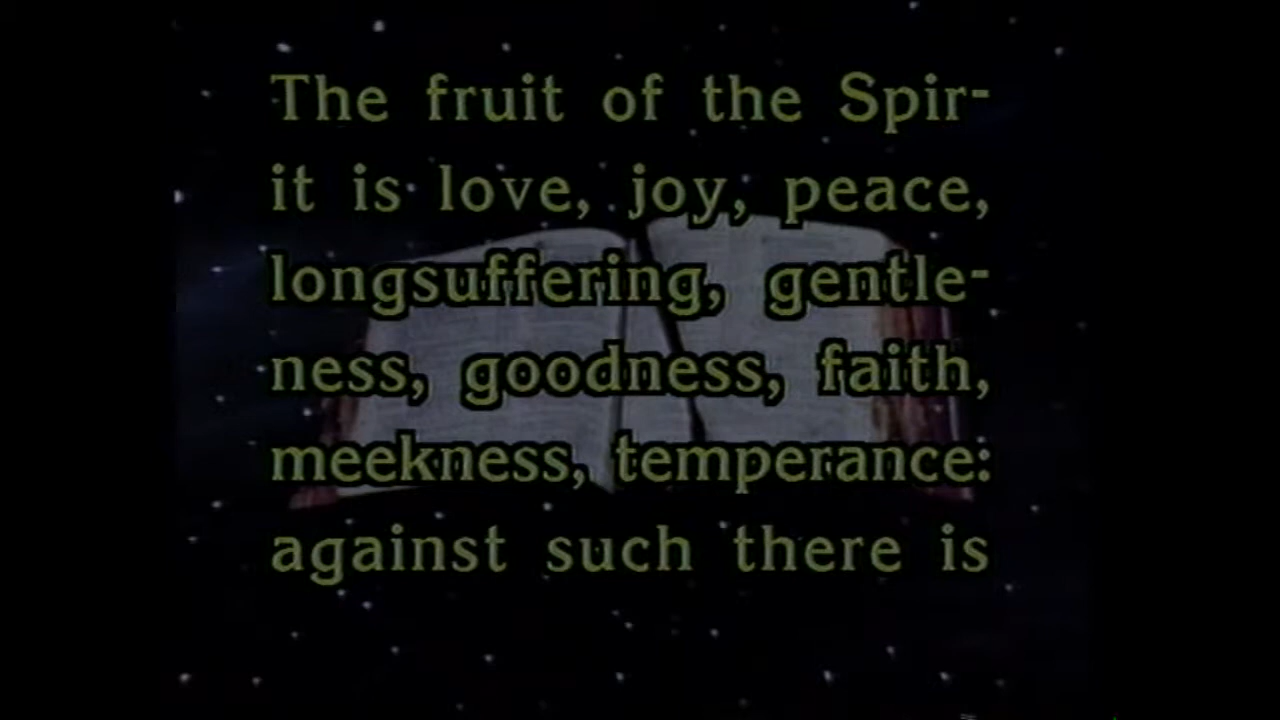 The fruit of the Spir-
it is love, joy, peace,
longsuffering, gentle-
ness, goodness, faith,
meekness, temperance:
against such there is